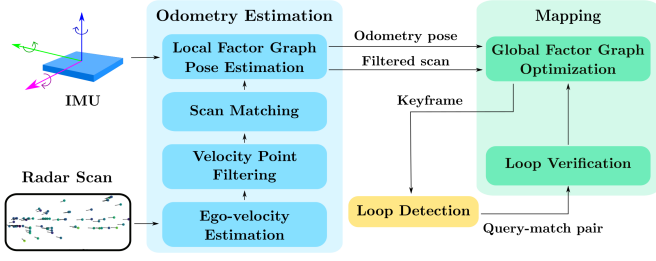 Odometry Estimation
Mapping
Local Factor Graph
Pose Estimation
Odometry pose
Filtered scan
Global Factor Graph
Optimization
IMU
Keyframe
Scan Matching
Velocity Point
Filtering
Loop Verification
Radar Scan
Ego-velocity
Estimation
Loop Detection
Query-match pair